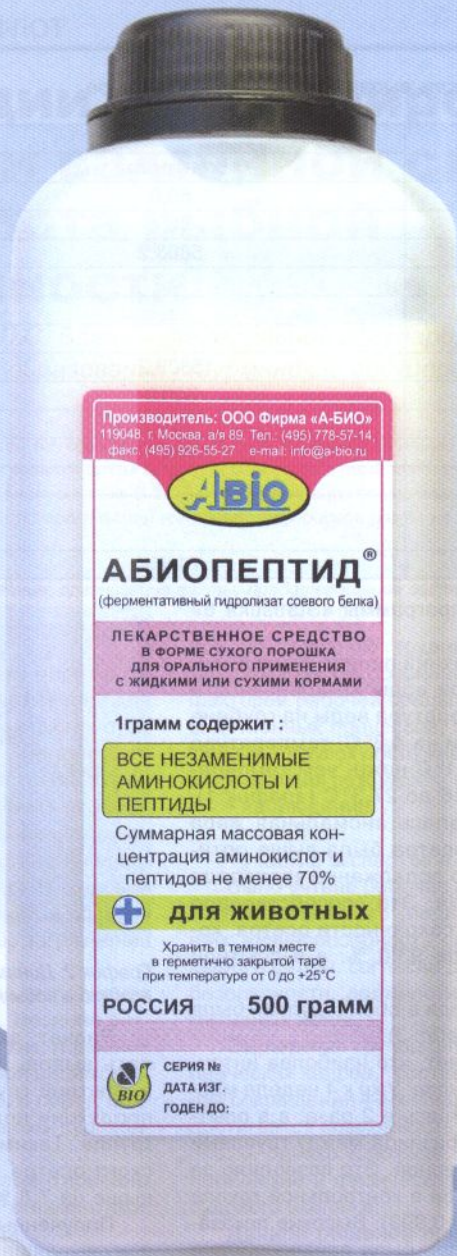 Производитель: ООО Фирма «А-БИО»
119048, г. Москва, а/я 89. Тел.: (495) 778-57-14,
факс. (495) 926-55-27 e-mail: info@a-bio.ru
А-BiO
АБИОПЕПТИД®
(ферментативный гидролизат соевого белка)
ЛЕКАРСТВЕННОЕ СРЕДСТВО
В ФОРМЕ СУХОГО ПОРОШКА
ДЛЯ ОРАЛЬНОГО ПРИМЕНЕНИЯ
С ЖИДКИМИ ИЛИ СУХИМИ КОРМАМИ
1грамм содержит :
ВСЕ НЕЗАМЕНИМЫЕ
АМИНОКИСЛОТЫ И
ПЕПТИДЫ
Суммарная массовая кон-
центрация аминокислот и
пептидов не менее 70%
ДЛЯ ЖИВОТНЫХ
Хранить в темном месте
в герметично закрытой таре
при температуре от 0 до +25°С
РОССИЯ 500 грамм
BIO
СЕРИЯ №
ДАТА ИЗГ.
ГОДЕН ДО: